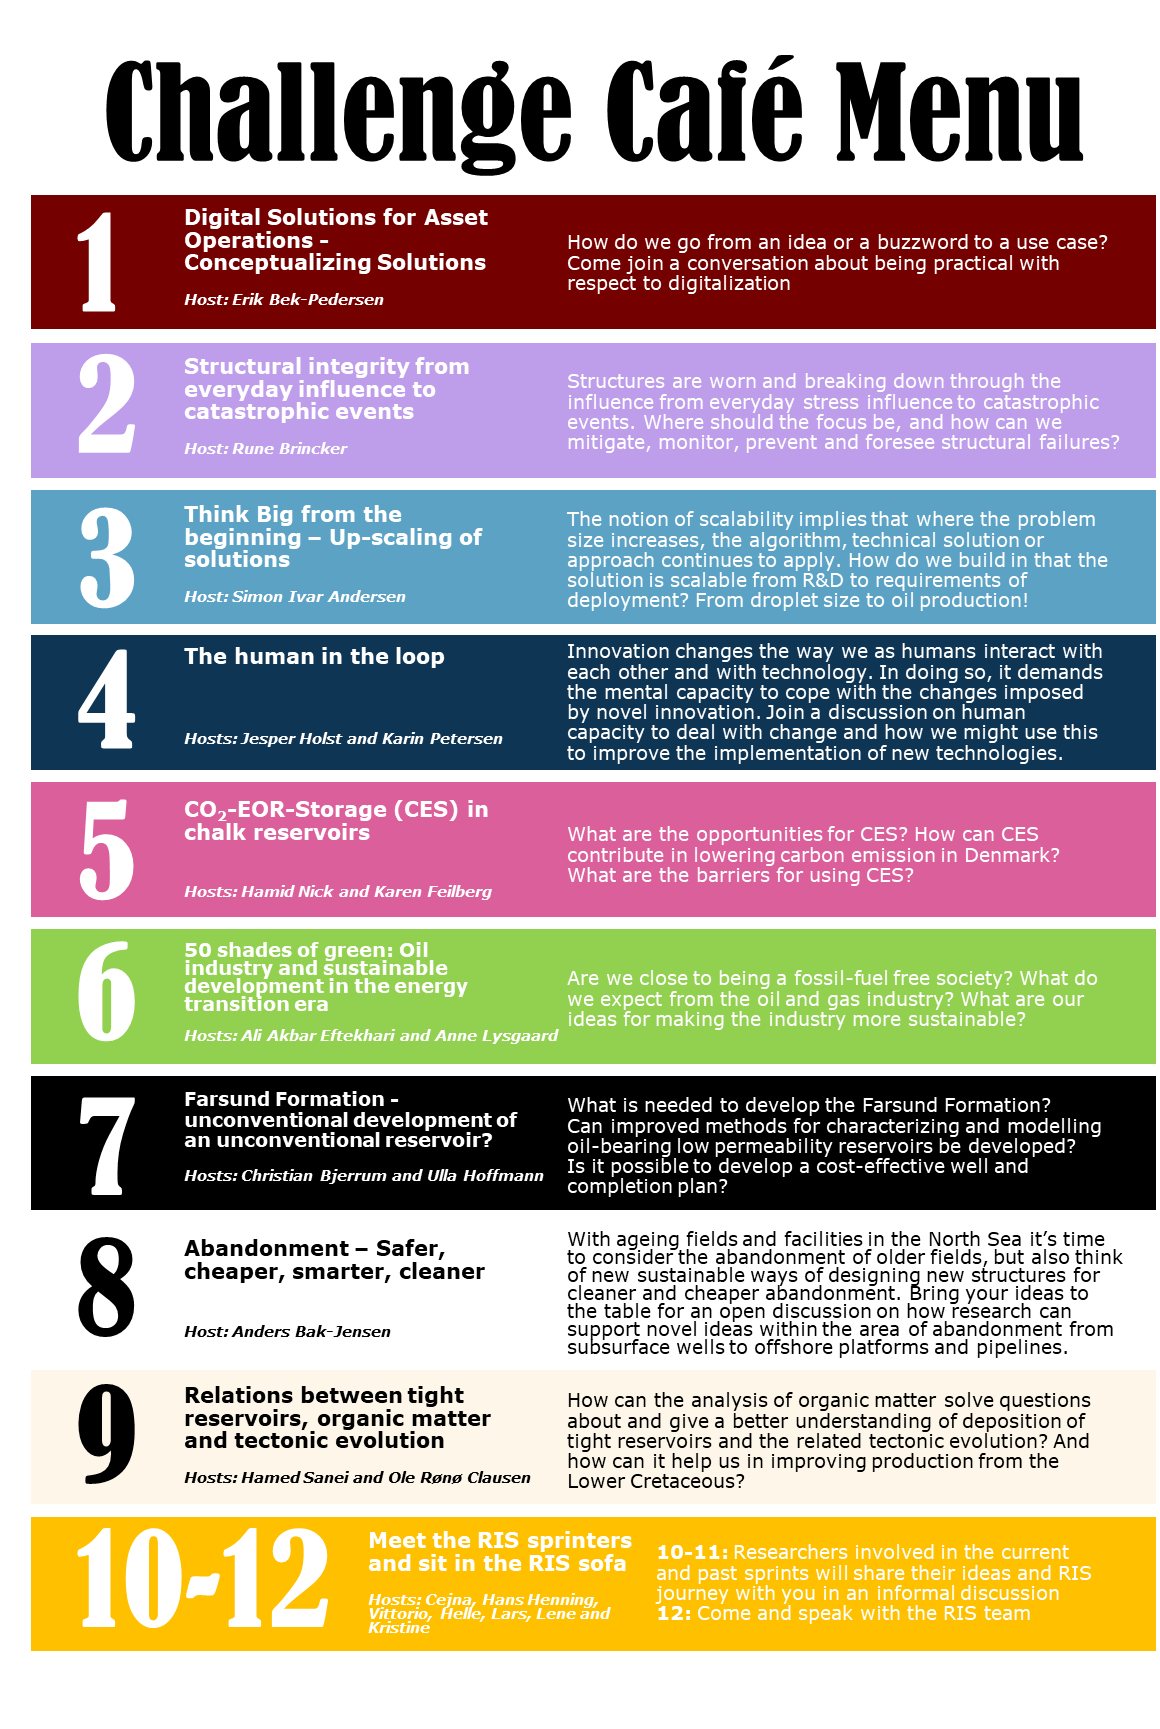 Challenge Café Menu
1
Digital Solutions for Asset
Operations -
Conceptualizing Solutions
Host: Erik Bek-Pedersen
How do we go from an idea or a buzzword to a use case?
Come join a conversation about being practical with
respect to digitalization
2
Structural integrity from
everyday influence to
catastrophic events
Host: Rune Brincker
Structures are worn and breaking down through the
influence from everyday stress influence to catastrophic
events. Where should the focus be, and how can we
mitigate, monitor, prevent and foresee structural failures?
3
Think Big from the
beginning – Up-scaling of
solutions
Host: Simon Ivar Andersen
The notion of scalability implies that where the problem
size increases, the algorithm, technical solution or
approach continues to apply. How do we build in that the
solution is scalable from R&D to requirements of
deployment? From droplet size to oil production!
4
The human in the loop
Hosts: Jesper Holst and Karin Petersen
Innovation changes the way we as humans interact with
each other and with technology. In doing so, it demands
the mental capacity to cope with the changes imposed
by novel innovation. Join a discussion on human
capacity to deal with change and how we might use this
to improve the implementation of new technologies.
5
CO₂-EOR-Storage (CES) in
chalk reservoirs
Hosts: Hamid Nick and Karen Feilberg
What are the opportunities for CES? How can CES
contribute in lowering carbon emission in Denmark?
What are the barriers for using CES?
6
50 shades of green: Oil
industry and sustainable
development in the energy
transition era
Hosts: Ali Akbar Eftekhari and Anne Lysgaard
Are we close to being a fossil-fuel free society? What do
we expect from the oil and gas industry? What are our
ideas for making the industry more sustainable?
7
Farsund Formation -
unconventional development of
an unconventional reservoir?
Hosts: Christian Bjerrum and Ulla Hoffmann
What is needed to develop the Farsund Formation?
Can improved methods for characterizing and modelling
oil-bearing low permeability reservoirs be developed?
Is it possible to develop a cost-effective well and
completion plan?
8
Abandonment – Safer,
cheaper, smarter, cleaner
Host: Anders Bak-Jensen
With ageing fields and facilities in the North Sea it’s time
to consider the abandonment of older fields, but also think
of new sustainable ways of designing new structures for
cleaner and cheaper abandonment. Bring your ideas to
the table for an open discussion on how research can
support novel ideas within the area of abandonment from
subsurface wells to offshore platforms and pipelines.
9
Relations between tight
reservoirs, organic matter
and tectonic evolution
Hosts: Hamed Sanei and Ole Rønø Clausen
How can the analysis of organic matter solve questions
about and give a better understanding of deposition of
tight reservoirs and the related tectonic evolution? And
how can it help us in improving production from the
Lower Cretaceous?
10-12
Meet the RIS sprinters
and sit in the RIS sofa
Hosts: Cejna, Hans Henning,
Vittorio, Helle, Lars, Lene and
Kristine
10-11: Researchers involved in the current
and past sprints will share their ideas and RIS
journey with you in an informal discussion
12: Come and speak with the RIS team